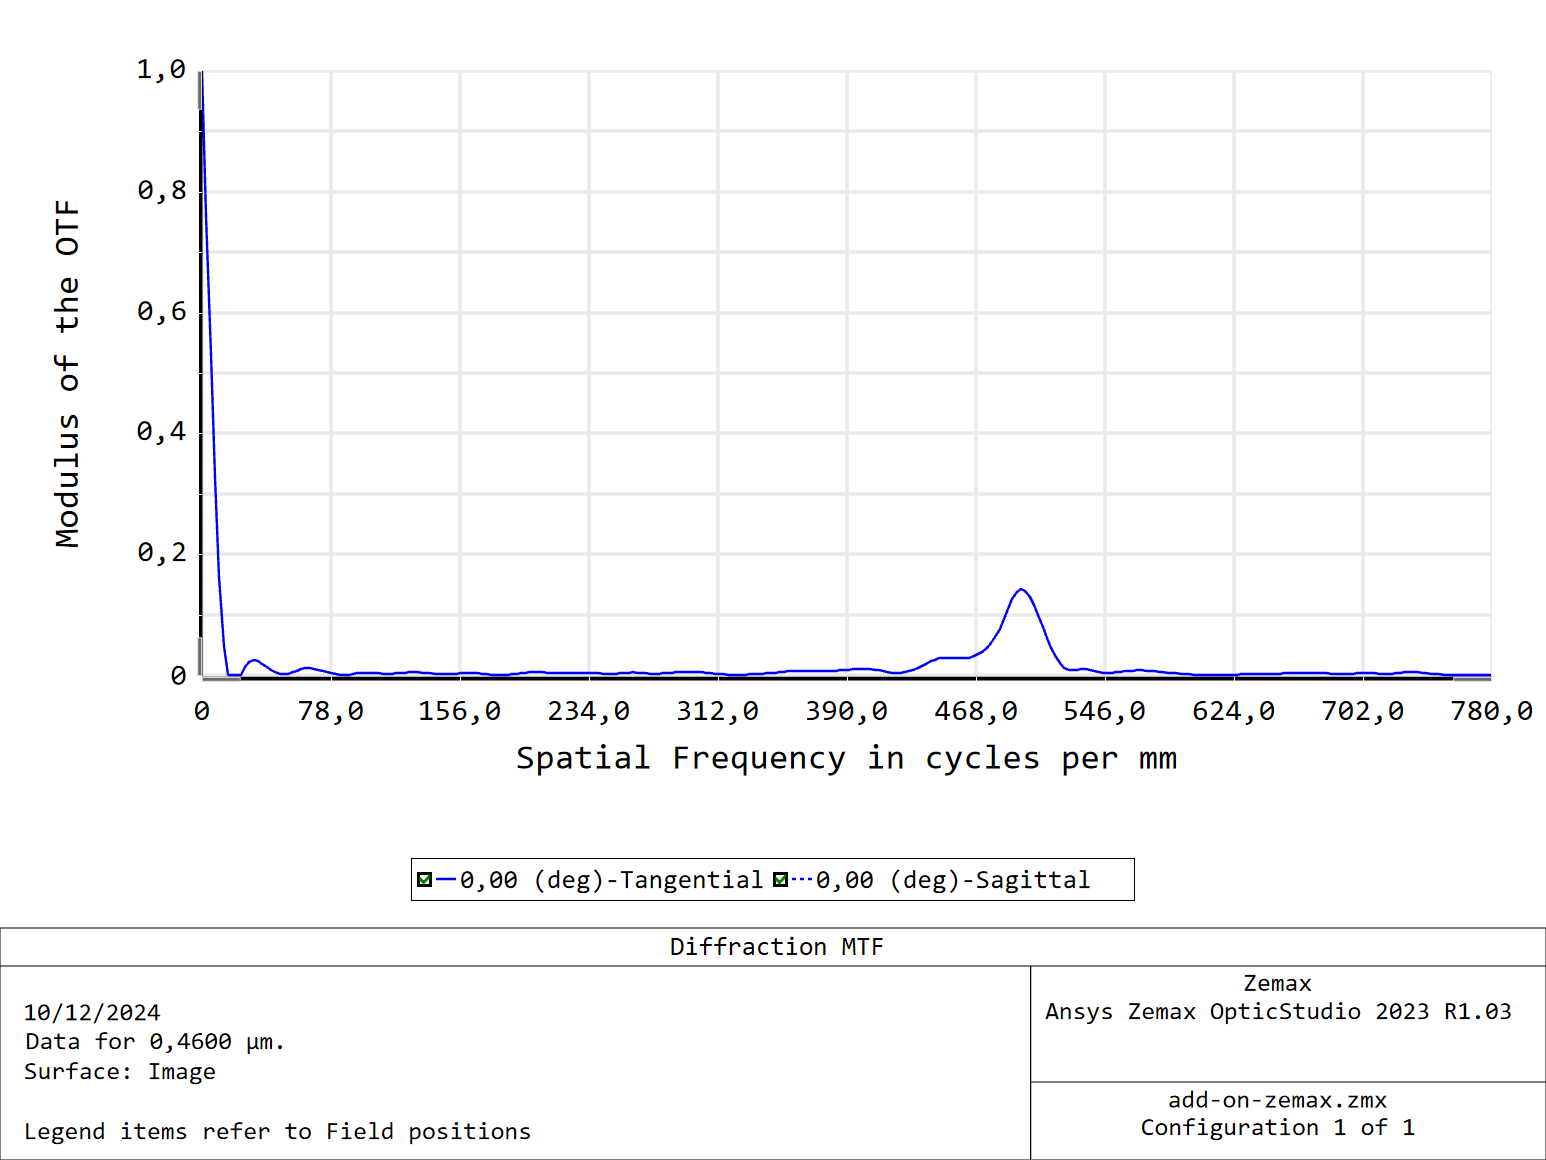 1,0
0,8
0,6
0,4
0,2
0
Modulus of the OTF
0 78,0 156,0 234,0 312,0 390,0 468,0 546,0 624,0 702,0 780,0
Spatial Frequency in cycles per mm
0,00 (deg)-Tangential 0,00 (deg)-Sagittal
Diffraction MTF
10/12/2024
Data for 0,4600 µm.
Surface: Image
Legend items refer to Field positions
Zemax
Ansys Zemax OpticStudio 2023 R1.03
add-on-zemax.zmx
Configuration 1 of 1